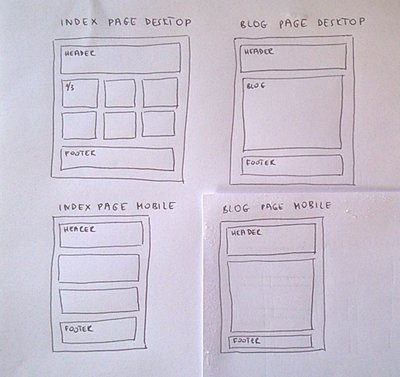 INDEX PAGE DESKTOP
HEADER
1/3
FOOTER
BLOG PAGE DESKTOP
HEADER
BLOG
FOOTER
INDEX PAGE MOBILE
HEADER
FOOTER
BLOG PAGE MOBILE
HEADER
FOOTER